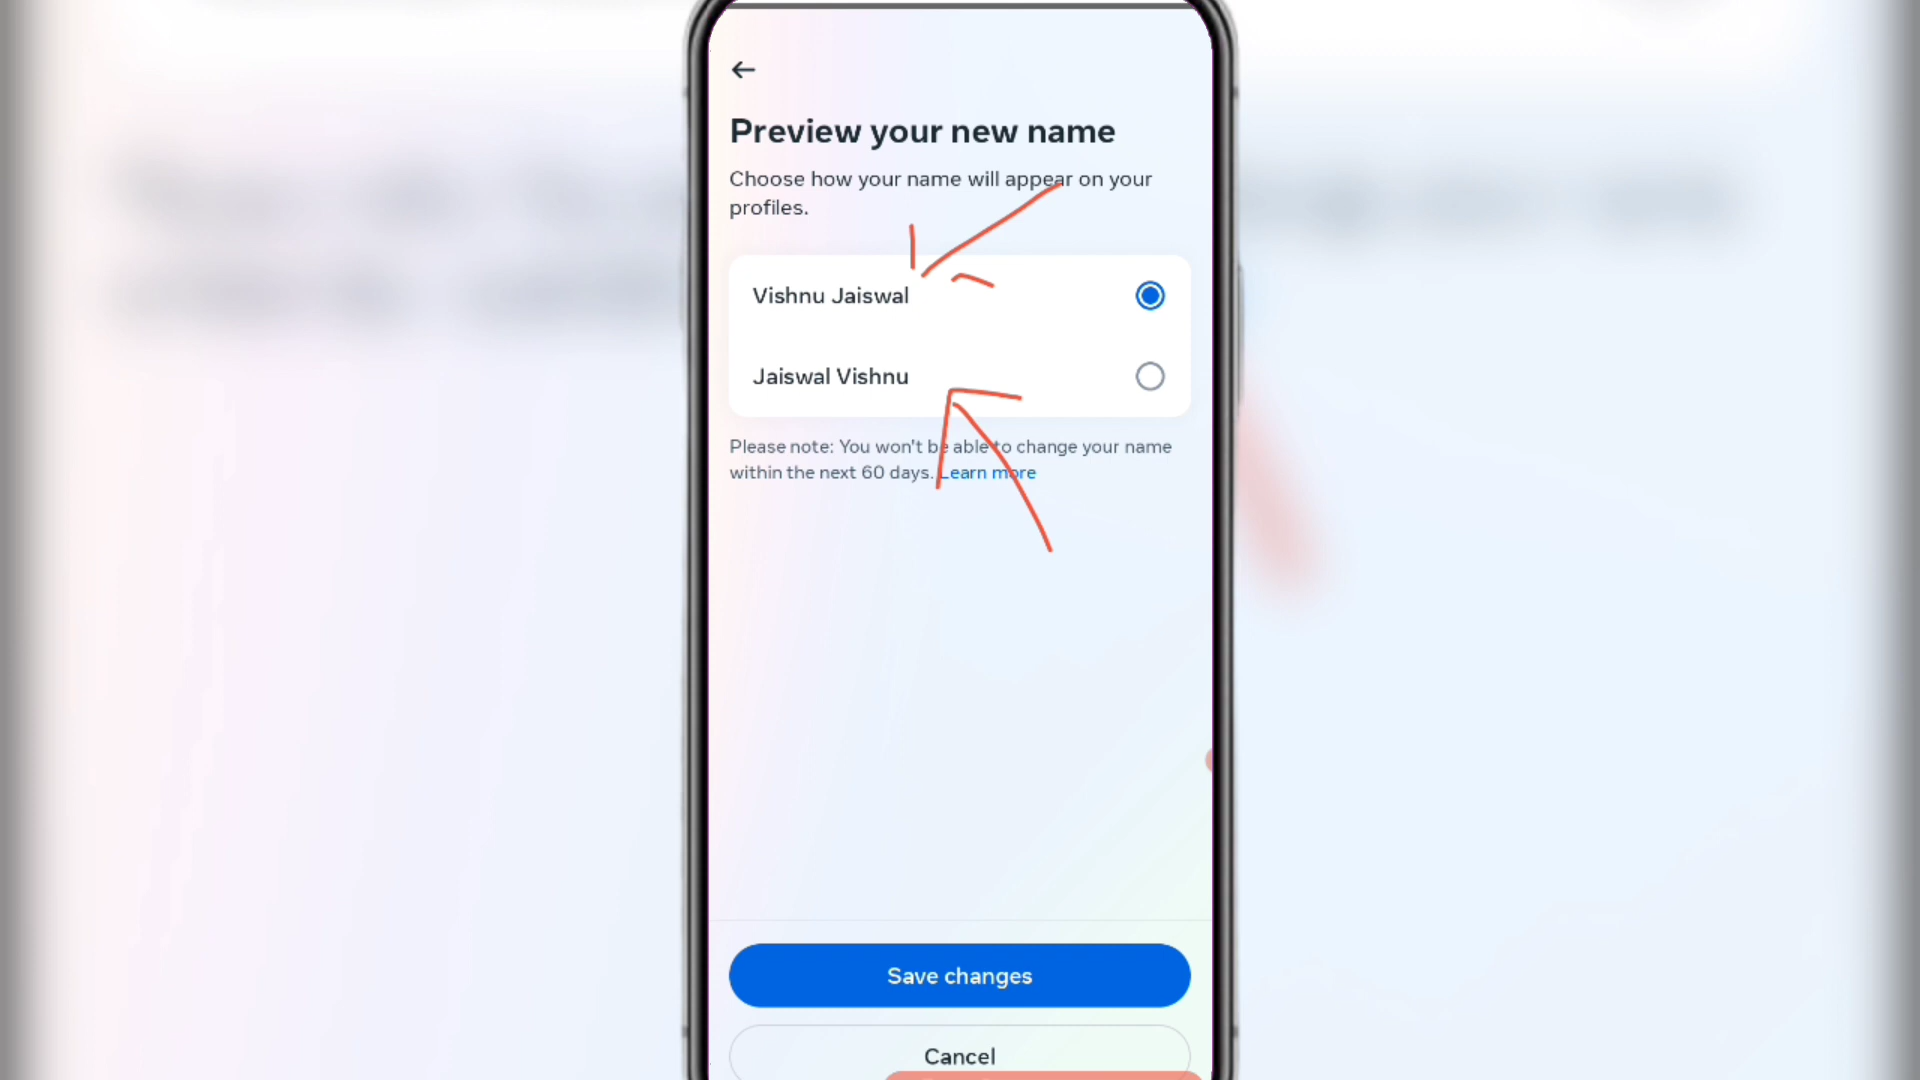 Preview your new name
Choose how your name will appear on your
profiles.
Vishnu Jaiswal
Jaiswal Vishnu
Please note: You won't be able to change your name
within the next 60 days. Learn more
Save changes
Cancel